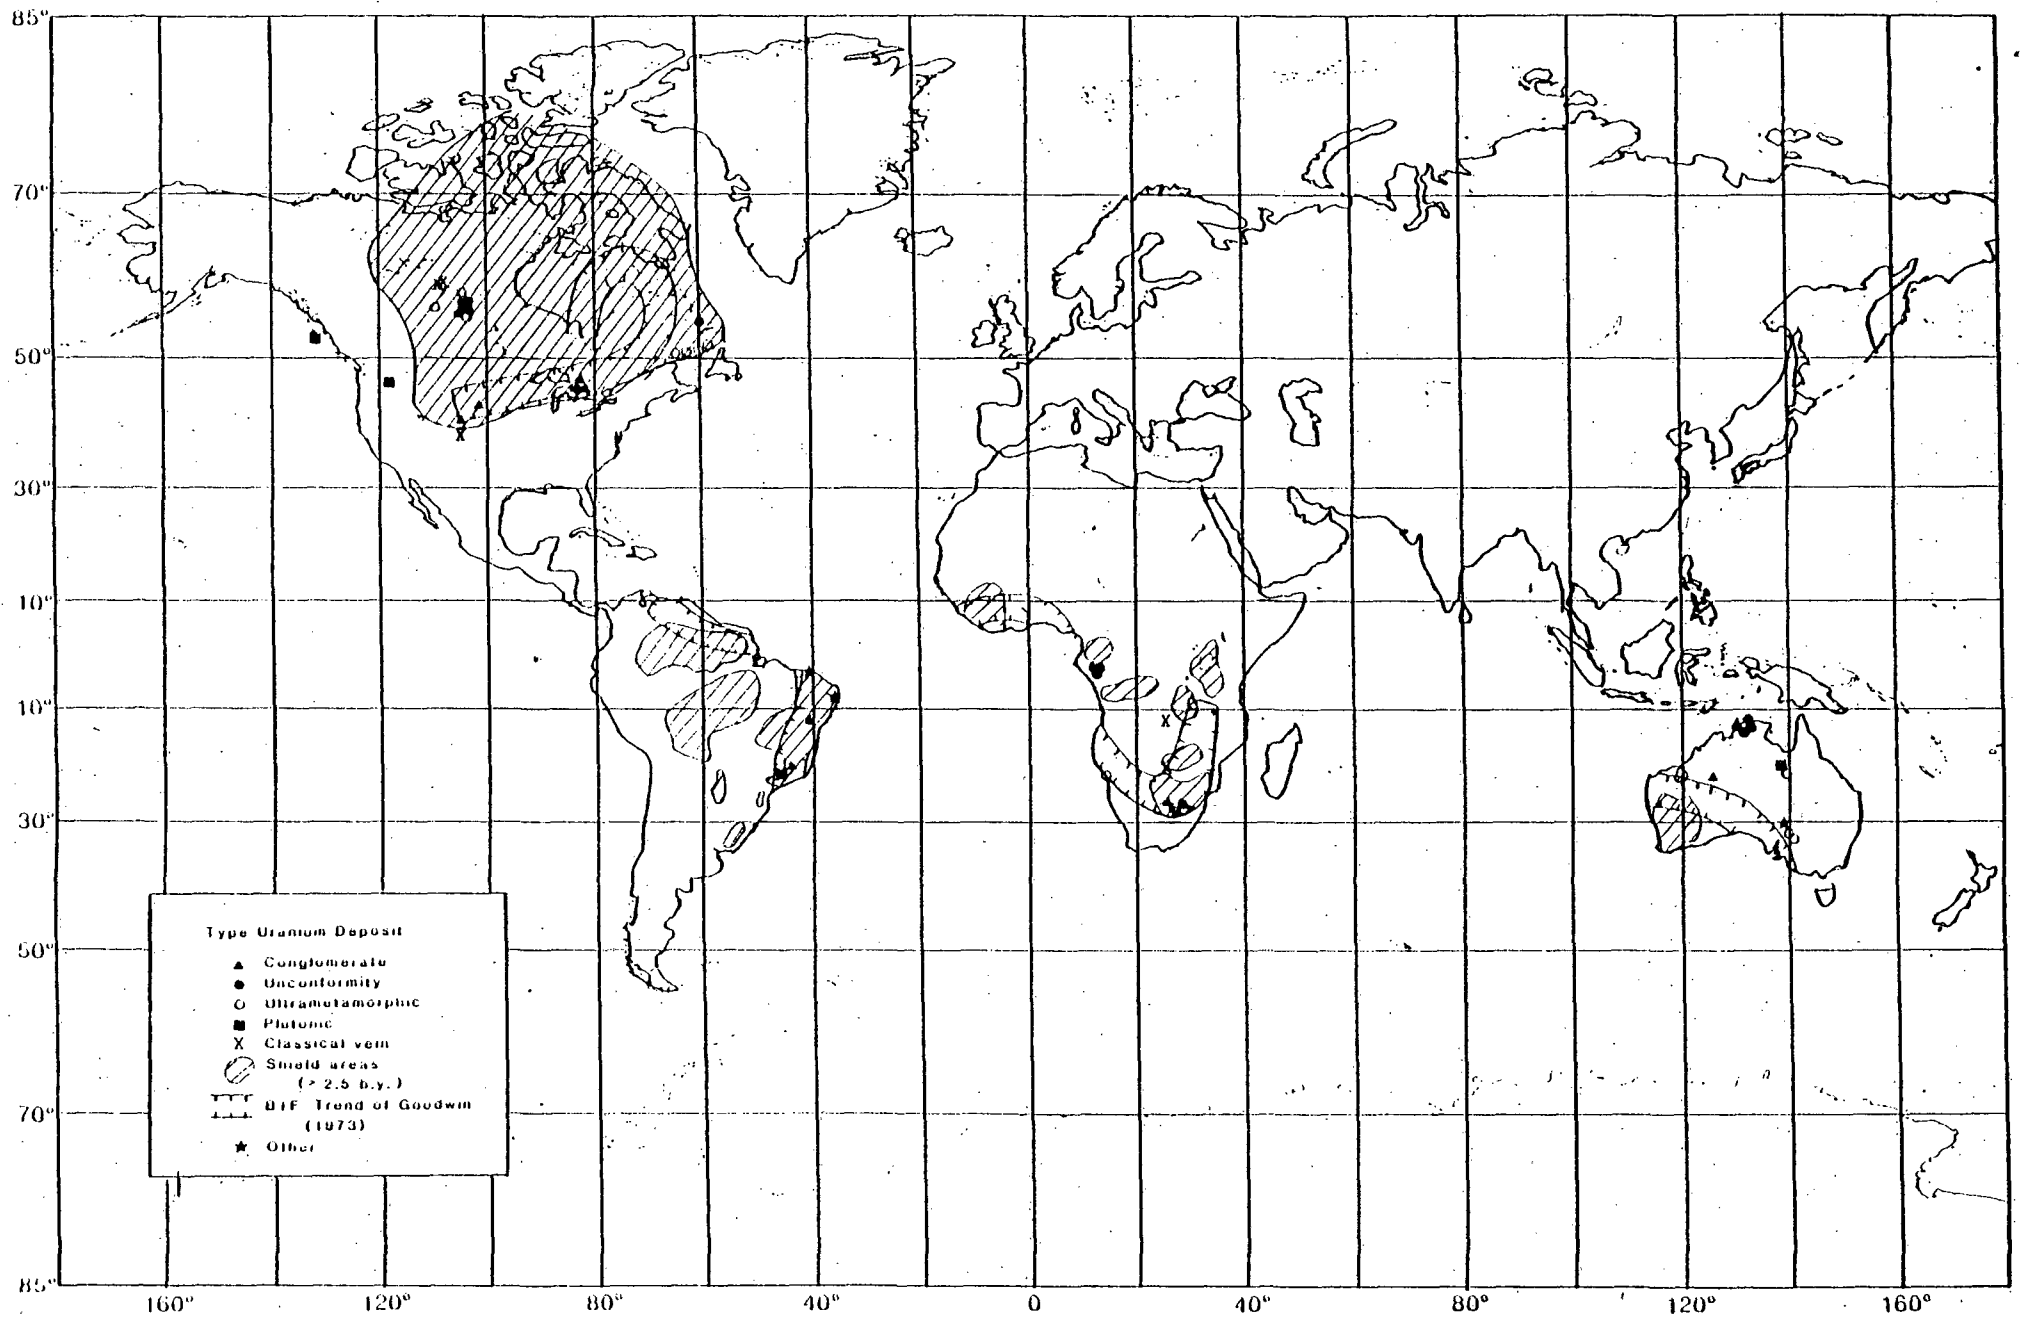 85°
70°
50°
30°
10°
10°
30°
50°
70°
85°
Type Uranium Deposit
▲ Conglomerate
● Unconformity
O Ultrametamorphic
■ Plutonic
X Classical vein
Shield areas
(> 2.5 b.y.)
BIF Trend of Goodwin
(1973)
★ Other
160° 120° 80° 40° 0 40° 80° 120° 160°